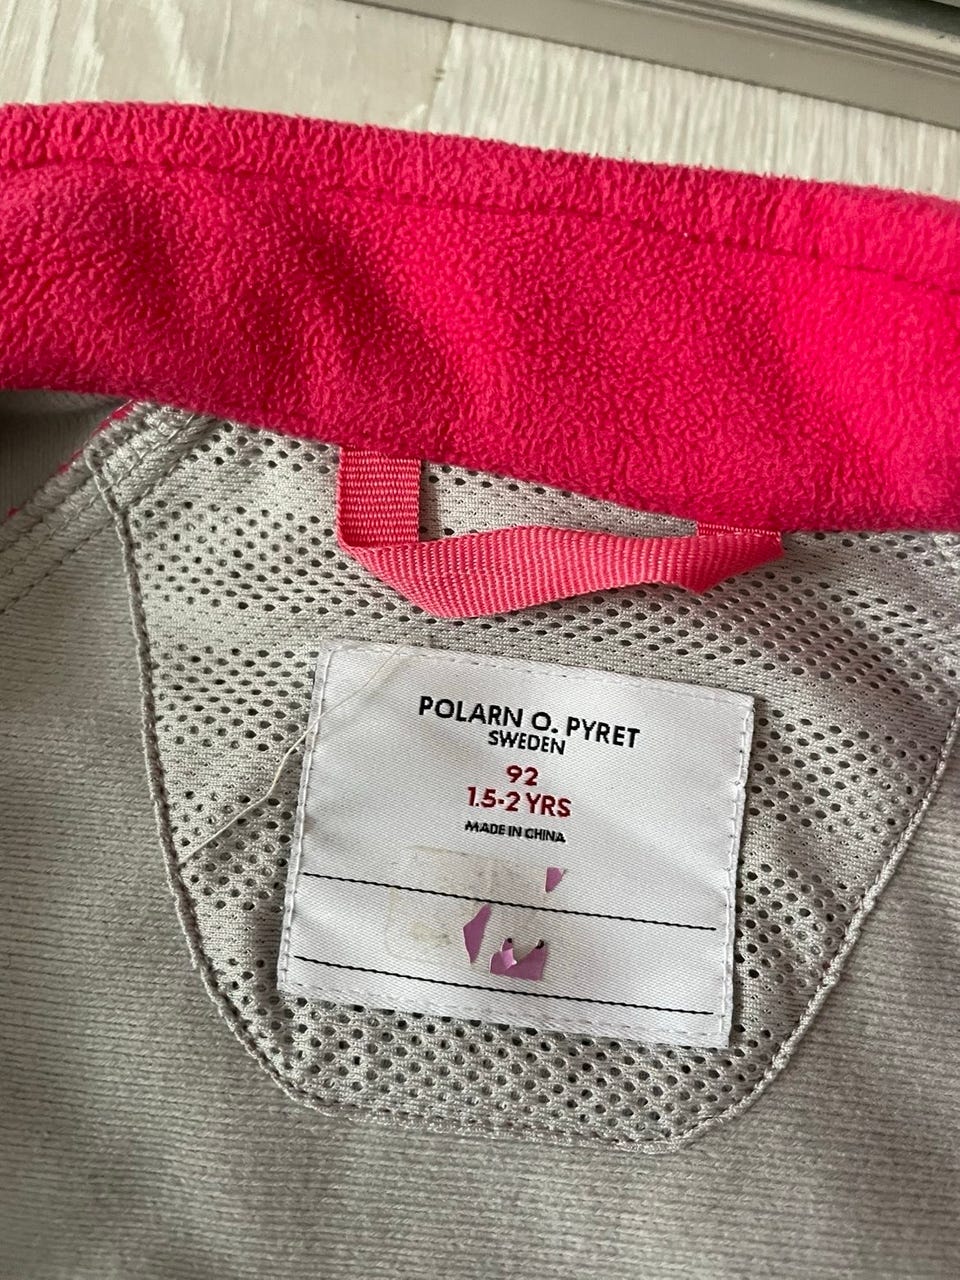 POLARN O. PYRET
SWEDEN
92
1.5-2 YRS
MADE IN CHINA